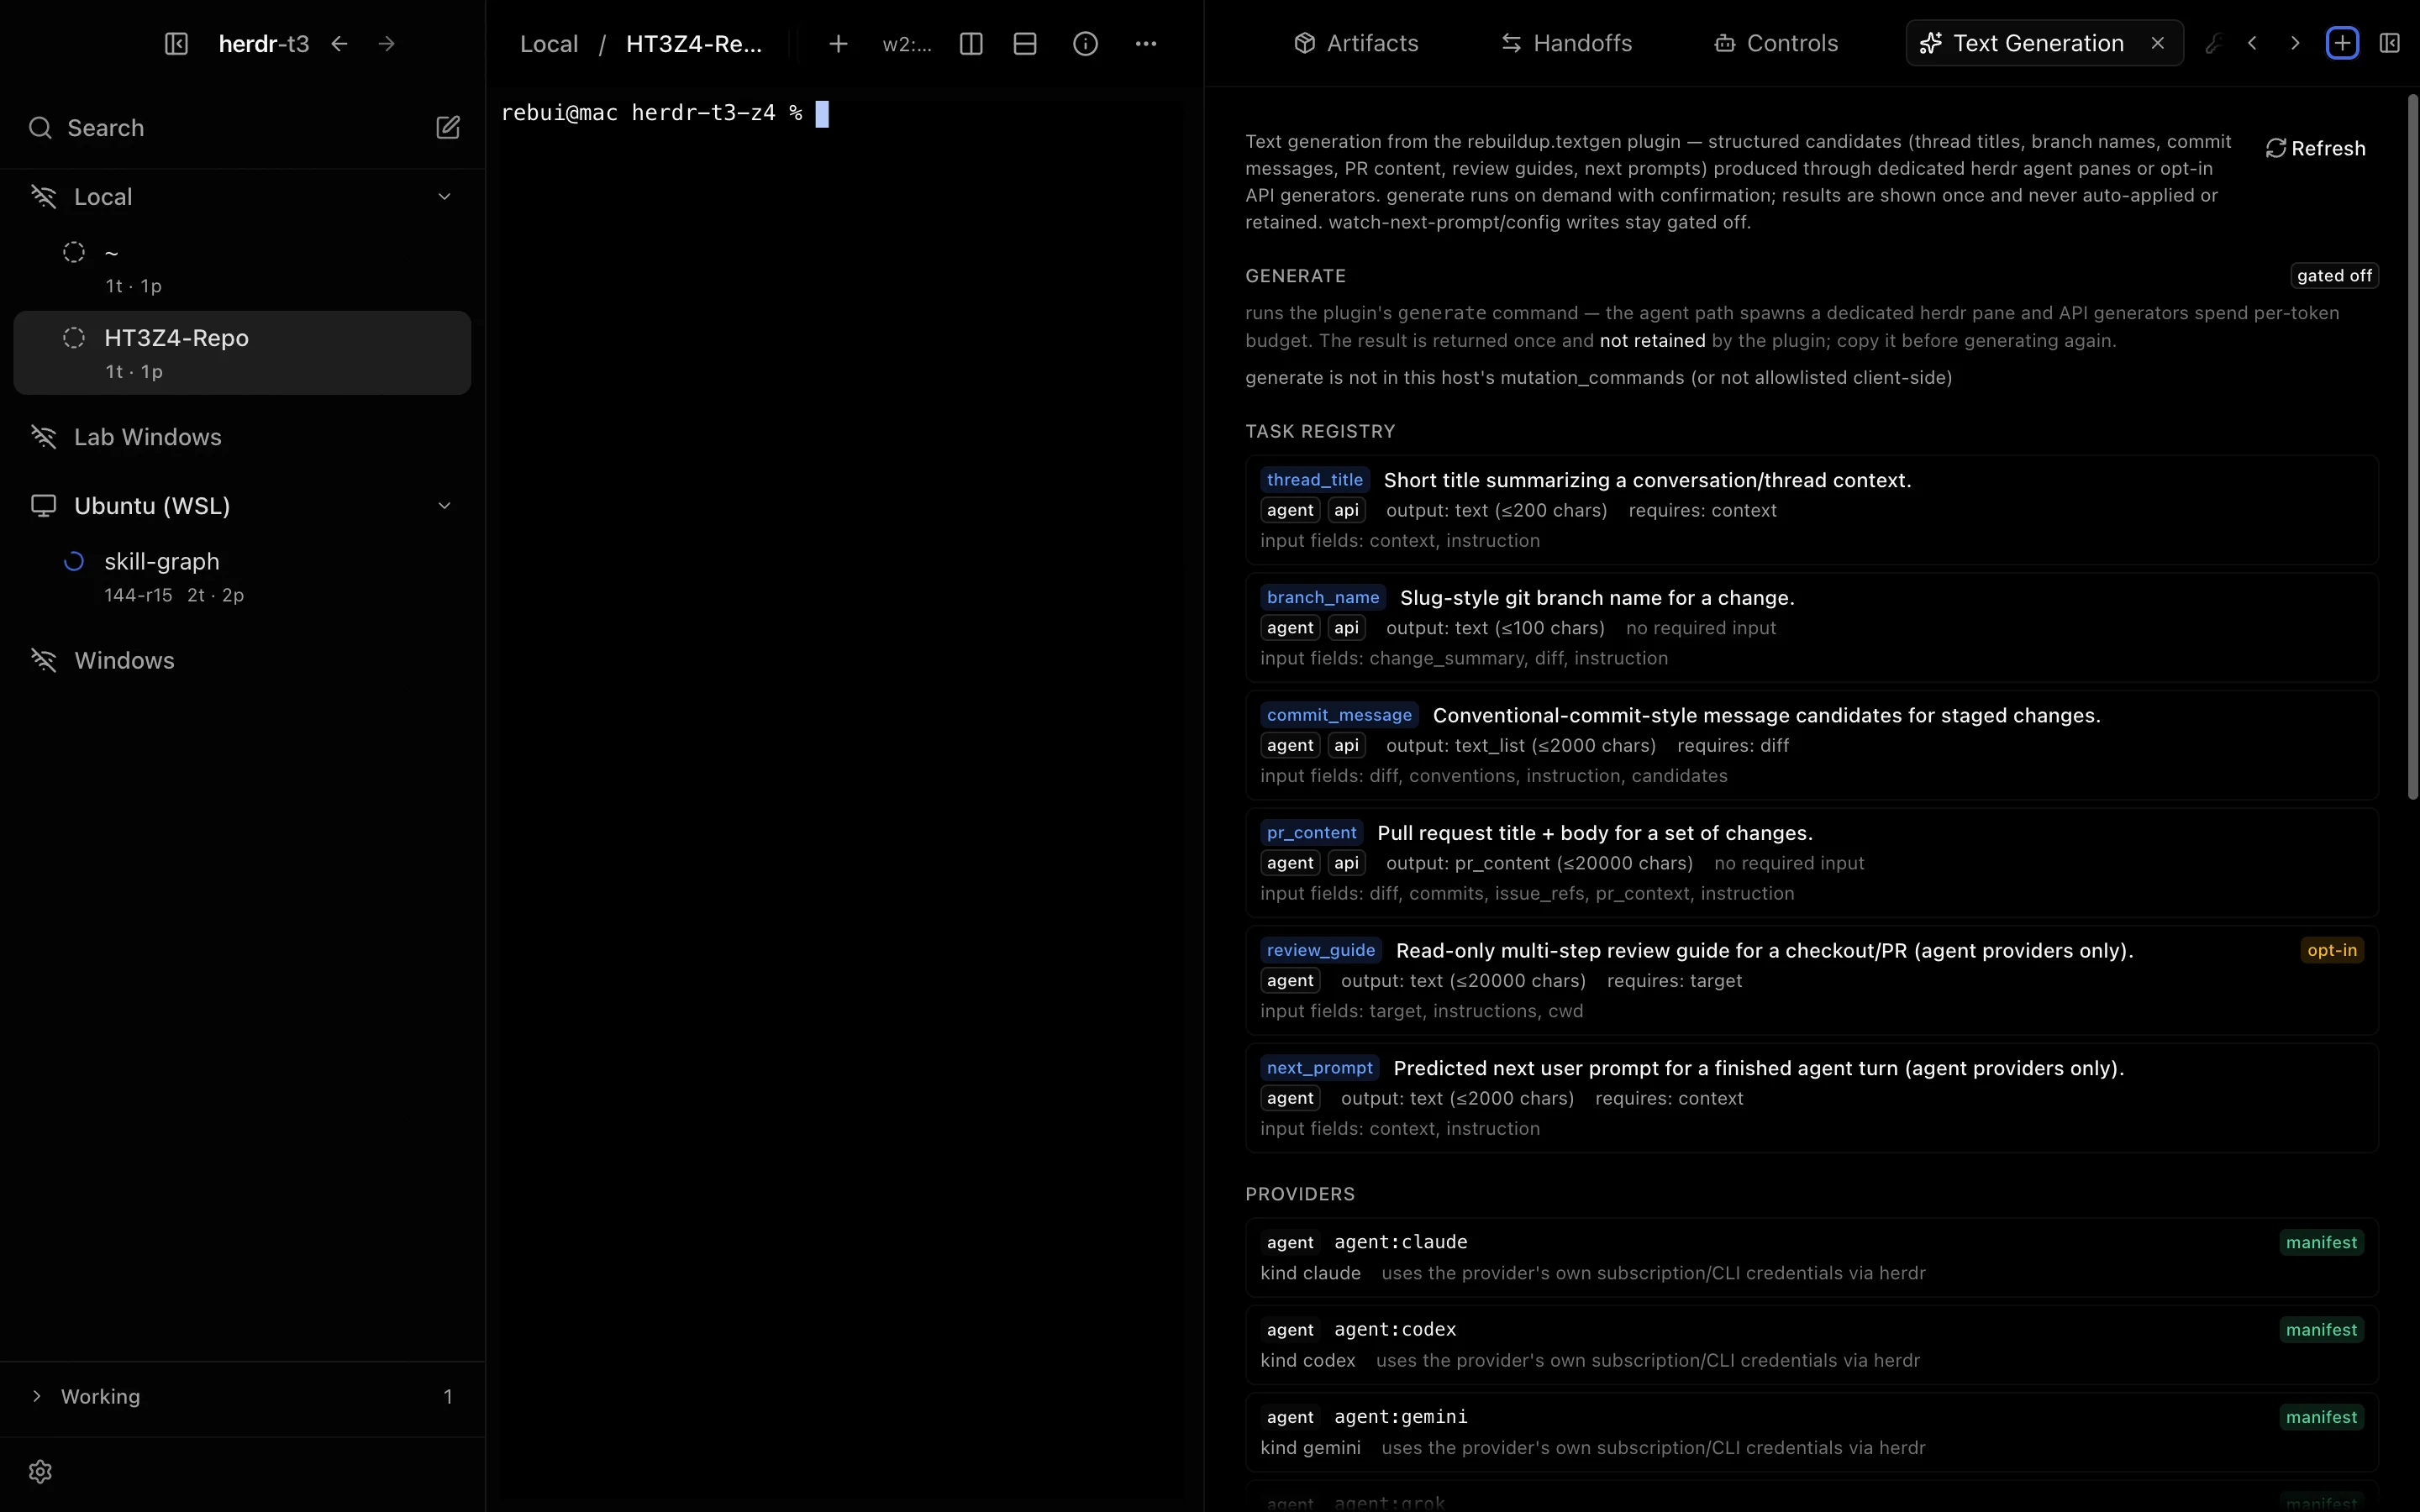 herdr-t3
Search
Local
~
1t · 1p
HT3Z4-Repo
1t · 1p
Lab Windows
Ubuntu (WSL)
skill-graph
144-r15 2t · 2p
Windows
Working 1
Local / HT3Z4-Re... w2:...
rebui@mac herdr-t3-z4 %
Artifacts Handoffs Controls Text Generation
Text generation from the rebuildup.textgen plugin — structured candidates (thread titles, branch names, commit
messages, PR content, review guides, next prompts) produced through dedicated herdr agent panes or opt-in
API generators. generate runs on demand with confirmation; results are shown once and never auto-applied or
retained. watch-next-prompt/config writes stay gated off.
Refresh
GENERATE gated off
runs the plugin's generate command — the agent path spawns a dedicated herdr pane and API generators spend per-token
budget. The result is returned once and not retained by the plugin; copy it before generating again.
generate is not in this host's mutation_commands (or not allowlisted client-side)
TASK REGISTRY
thread_title Short title summarizing a conversation/thread context.
agent api output: text (≤200 chars) requires: context
input fields: context, instruction
branch_name Slug-style git branch name for a change.
agent api output: text (≤100 chars) no required input
input fields: change_summary, diff, instruction
commit_message Conventional-commit-style message candidates for staged changes.
agent api output: text_list (≤2000 chars) requires: diff
input fields: diff, conventions, instruction, candidates
pr_content Pull request title + body for a set of changes.
agent api output: pr_content (≤20000 chars) no required input
input fields: diff, commits, issue_refs, pr_context, instruction
review_guide Read-only multi-step review guide for a checkout/PR (agent providers only). opt-in
agent output: text (≤20000 chars) requires: target
input fields: target, instructions, cwd
next_prompt Predicted next user prompt for a finished agent turn (agent providers only).
agent output: text (≤2000 chars) requires: context
input fields: context, instruction
PROVIDERS
agent agent:claude manifest
kind claude uses the provider's own subscription/CLI credentials via herdr
agent agent:codex manifest
kind codex uses the provider's own subscription/CLI credentials via herdr
agent agent:gemini manifest
kind gemini uses the provider's own subscription/CLI credentials via herdr
agent agent:grok manifest